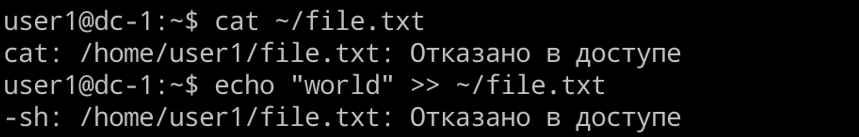 user1@dc-1:~$ cat ~/file.txt
cat: /home/user1/file.txt: Отказано в доступе
user1@dc-1:~$ echo "world" >> ~/file.txt
-sh: /home/user1/file.txt: Отказано в доступе